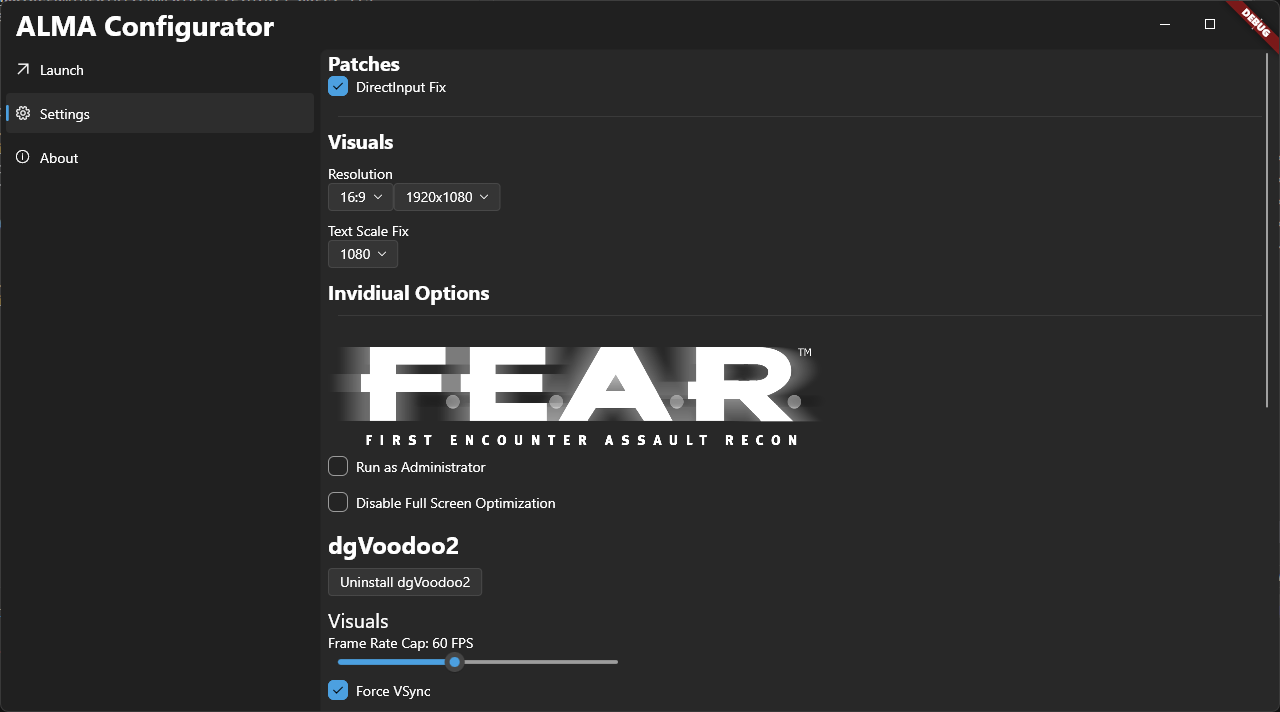 ALMA Configurator
DEBUG
Launch
Settings
About
Patches
DirectInput Fix
Visuals
Resolution
16:9 1920x1080
Text Scale Fix
1080
Invidiual Options
FEAR™
FIRST ENCOUNTER ASSAULT RECON
Run as Administrator
Disable Full Screen Optimization
dgVoodoo2
Uninstall dgVoodoo2
Visuals
Frame Rate Cap: 60 FPS
Force VSync